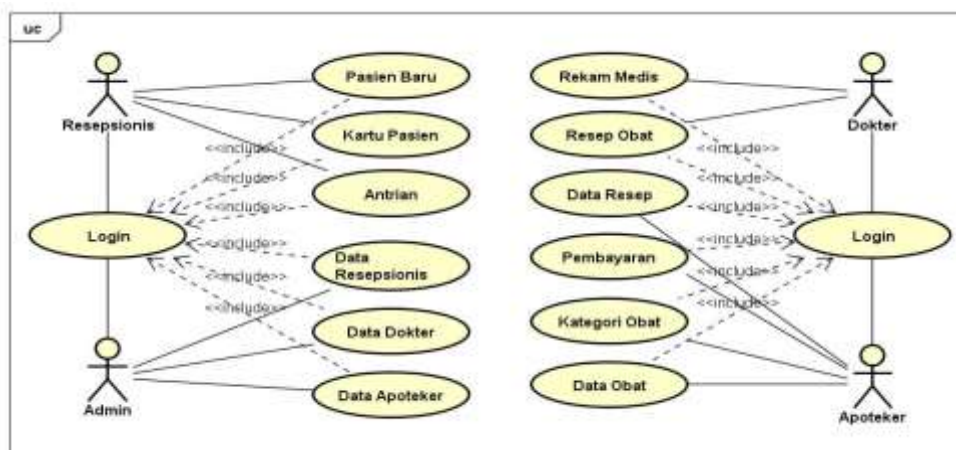 uc
Resepsionis
Pasien Baru
Rekam Medis
Dokter
Kartu Pasien
Resep Obat
<<include>>
<<include>>
<<include>>
<<include>>
Antrian
Data Resep
<<include>>
<<include>>
Login
Login
<<include>>
<<include>>
Data
Resepsionis
Pembayaran
<<include>>
<<include>>
<<include>>
<<include>>
Data Dokter
Kategori Obat
Admin
Data Apoteker
Data Obat
Apoteker